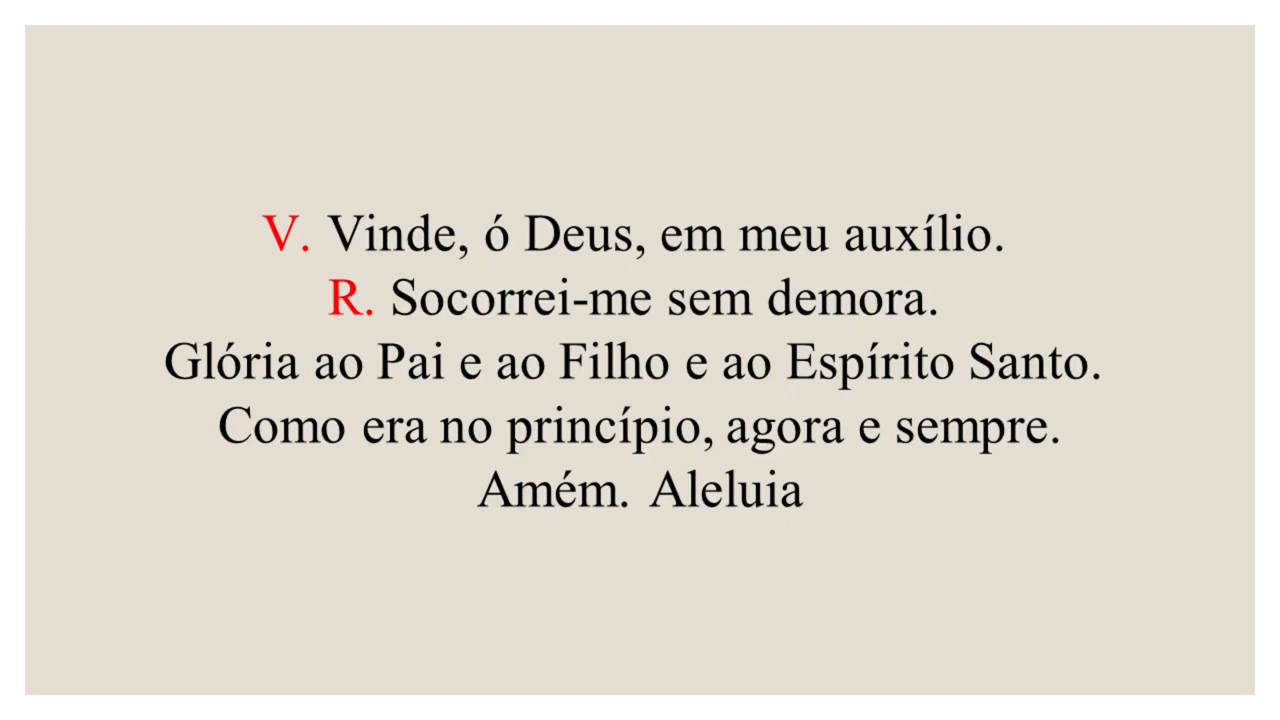 V. Vinde, ó Deus, em meu auxílio.
R. Socorrei-me sem demora.
Glória ao Pai e ao Filho e ao Espírito Santo.
Como era no princípio, agora e sempre.
Amém. Aleluia